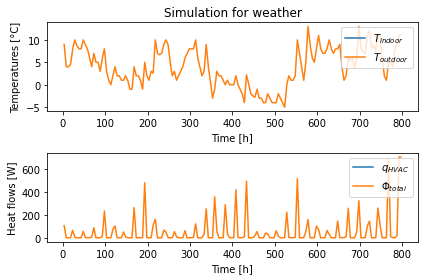 Simulation for weather
Temperatures [°C]
10
5
0
−5
0 100 200 300 400 500 600 700 800
Time [h]
T_indoor
T_outdoor
Heat flows [W]
600
400
200
0
0 100 200 300 400 500 600 700 800
Time [h]
q_HVAC
Φ_total